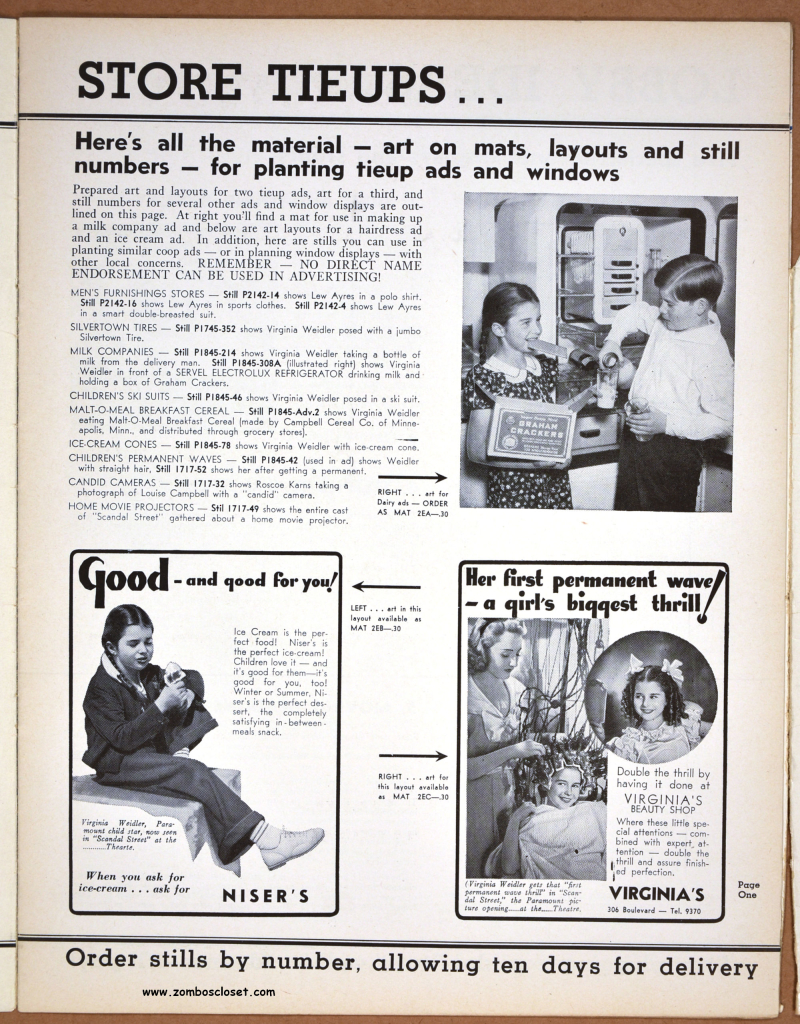 STORE TIEUPS...
Here's all the material — art on mats, layouts and still
numbers — for planting tieup ads and windows
Prepared art and layouts for two tieup ads, art for a third, and
still numbers for several other ads and window displays are out-
lined on this page. At right you'll find a mat for use in making up
a milk company ad and below are art layouts for a hairdress ad
and an ice cream ad. In addition, here are stills you can use in
planting similar coop ads — or in planning window displays — with
other local concerns. REMEMBER — NO DIRECT NAME
ENDORSEMENT CAN BE USED IN ADVERTISING!
MEN'S FURNISHINGS STORES — Still P2142-14 shows Lew Ayres in a polo shirt.
Still P2142-16 shows Lew Ayres in sports clothes. Still P2142-4 shows Lew Ayres
in a smart double-breasted suit.
SILVERTOWN TIRES — Still P1745-352 shows Virginia Weidler posed with a jumbo
Silvertown Tire.
MILK COMPANIES — Still P1845-214 shows Virginia Weidler taking a bottle of
milk from the delivery man. Still P1845-308A (illustrated right) shows Virginia
Weidler in front of a SERVEL ELECTROLUX REFRIGERATOR drinking milk and
holding a box of Graham Crackers.
CHILDREN'S SKI SUITS — Still P1845-46 shows Virginia Weidler posed in a ski suit.
MALT-O-MEAL BREAKFAST CEREAL — Still P1845-Adv.2 shows Virginia Weidler
eating Malt-O-Meal Breakfast Cereal (made by Campbell Cereal Co. of Minne-
apolis, Minn., and distributed through grocery stores).
ICE-CREAM CONES — Still P1845-78 shows Virginia Weidler with ice-cream cone.
CHILDREN'S PERMANENT WAVES — Still P1845-42 (used in ad) shows Weidler
with straight hair, Still 1717-52 shows her after getting a permanent.
CANDID CAMERAS — Still 1717-32 shows Roscoe Karns taking a
photograph of Louise Campbell with a "candid" camera.
HOME MOVIE PROJECTORS — Stil 1717-49 shows the entire cast
of "Scandal Street" gathered about a home movie projector.
RIGHT . . . art for
Dairy ads — ORDER
AS MAT 2EA—.30
GRAHAM
CRACKERS
Good - and good for you!
Ice Cream is the per-
fect food! Niser's is
the perfect ice-cream!
Children love it — and
it's good for them—it's
good for you, too!
Winter or Summer, Ni-
ser's is the perfect des-
sert, the completely
satisfying in-between-
meals snack.
Virginia Weidler, Para-
mount child star, now seen
in "Scandal Street" at the
............Theatre.
When you ask for
ice-cream . . . ask for
NISER'S
LEFT . . . art in this
layout available as
MAT 2EB—.30
RIGHT . . . art for
this layout available
as MAT 2EC—.30
Her first permanent wave
- a girl's biggest thrill!
Double the thrill by
having it done at
VIRGINIA'S
BEAUTY SHOP
Where these little spe-
cial attentions — com-
bined with expert, at-
tention — double the
thrill and assure finish-
ed perfection.
(Virginia Weidler gets that "first
permanent wave thrill" in "Scan-
dal Street," the Paramount pic-
ture opening.....at the.....Theatre.
VIRGINIA'S
306 Boulevard — Tel. 9370
Page
One
Order stills by number, allowing ten days for delivery
www.zomboscloset.com